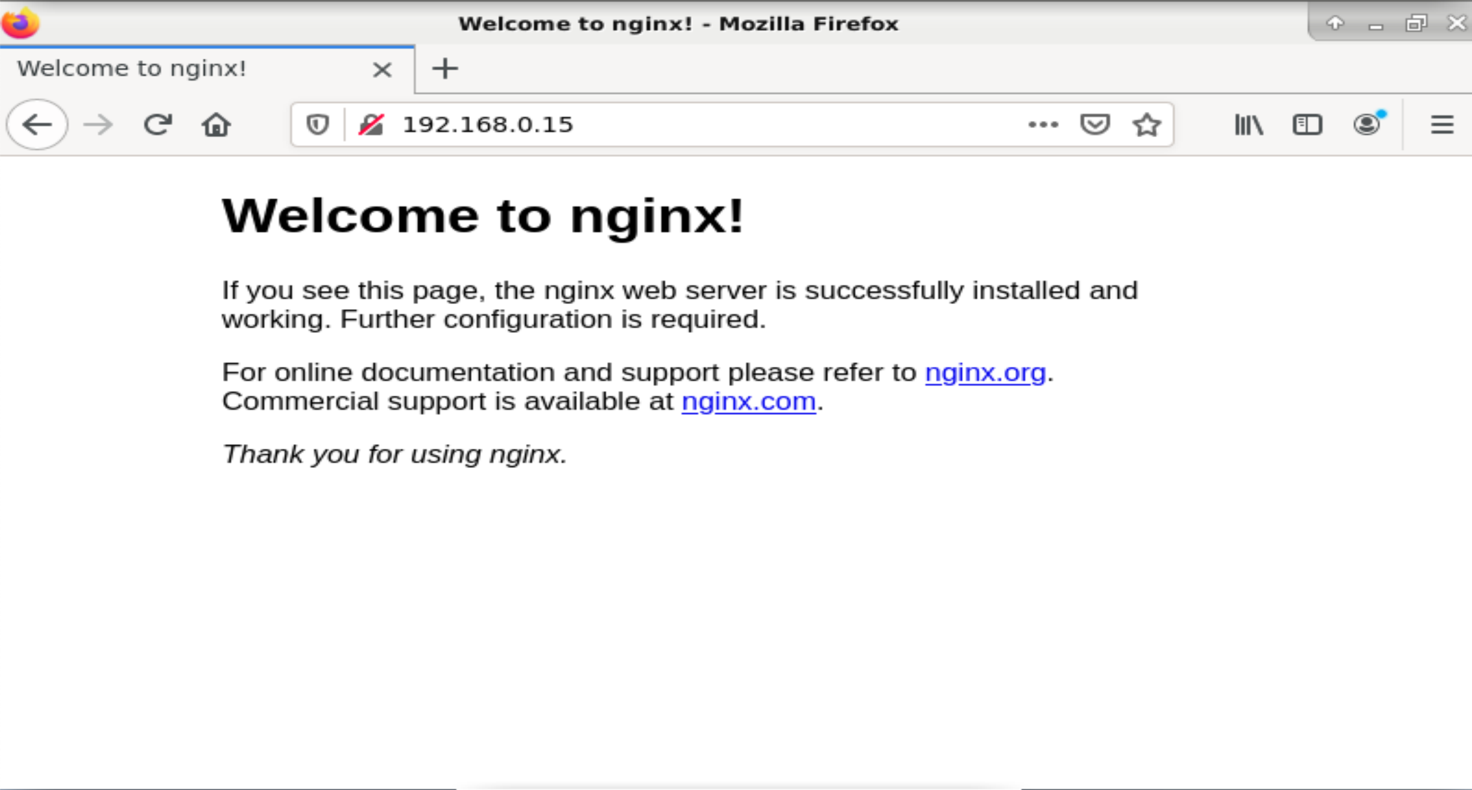 Welcome to nginx! - Mozilla Firefox
Welcome to nginx!
192.168.0.15
Welcome to nginx!
If you see this page, the nginx web server is successfully installed and
working. Further configuration is required.
For online documentation and support please refer to nginx.org.
Commercial support is available at nginx.com.
Thank you for using nginx.